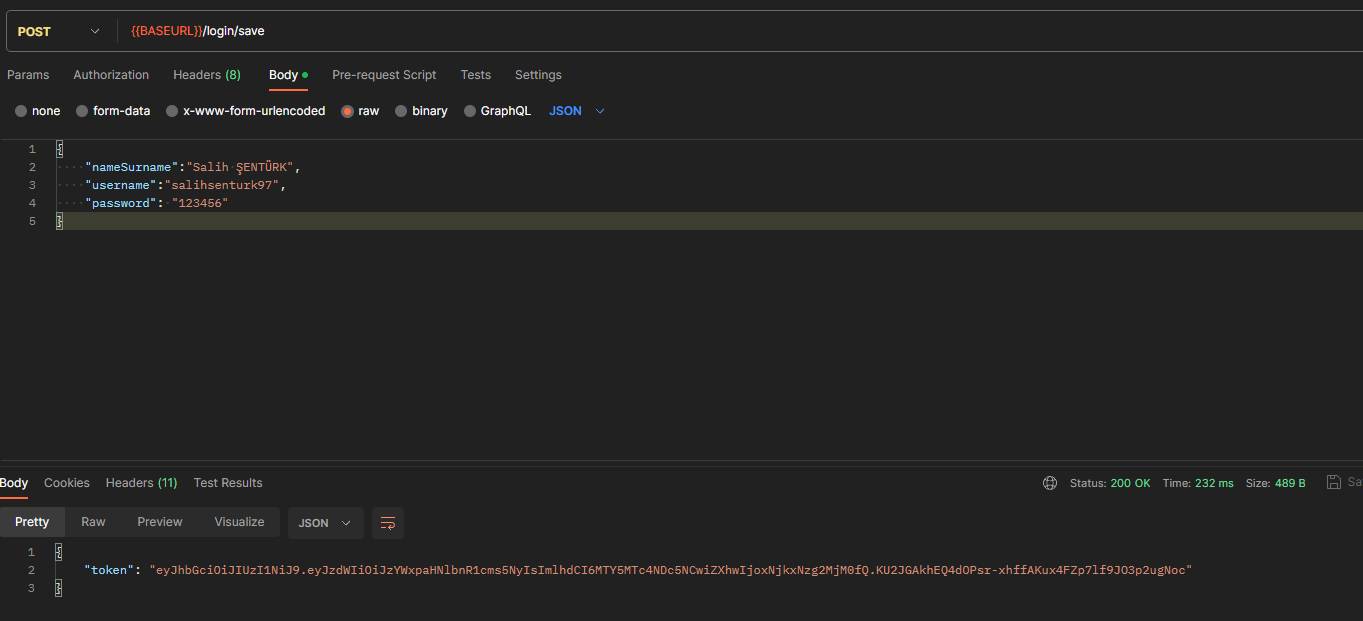 POST {{BASEURL}}/login/save
Params Authorization Headers (8) Body Pre-request Script Tests Settings
none form-data x-www-form-urlencoded raw binary GraphQL JSON
1 {
2 ····"nameSurname":"Salih·ŞENTÜRK",
3 ····"username":"salihsenturk97",
4 ····"password":·"123456"
5 }
Body Cookies Headers (11) Test Results Status: 200 OK Time: 232 ms Size: 489 B Sa
Pretty Raw Preview Visualize JSON
1 {
2 "token": "eyJhbGciOiJIUzI1NiJ9.eyJzdWIiOiJzYWxpaHNlbnR1cms5NyIsImlhdCI6MTY5MTc4NDc5NCwiZXhwIjoxNjkxNzg2MjM0fQ.KU2JGAkhEQ4dOPsr-xhffAKux4FZp7lf9JO3p2ugNoc"
3 }